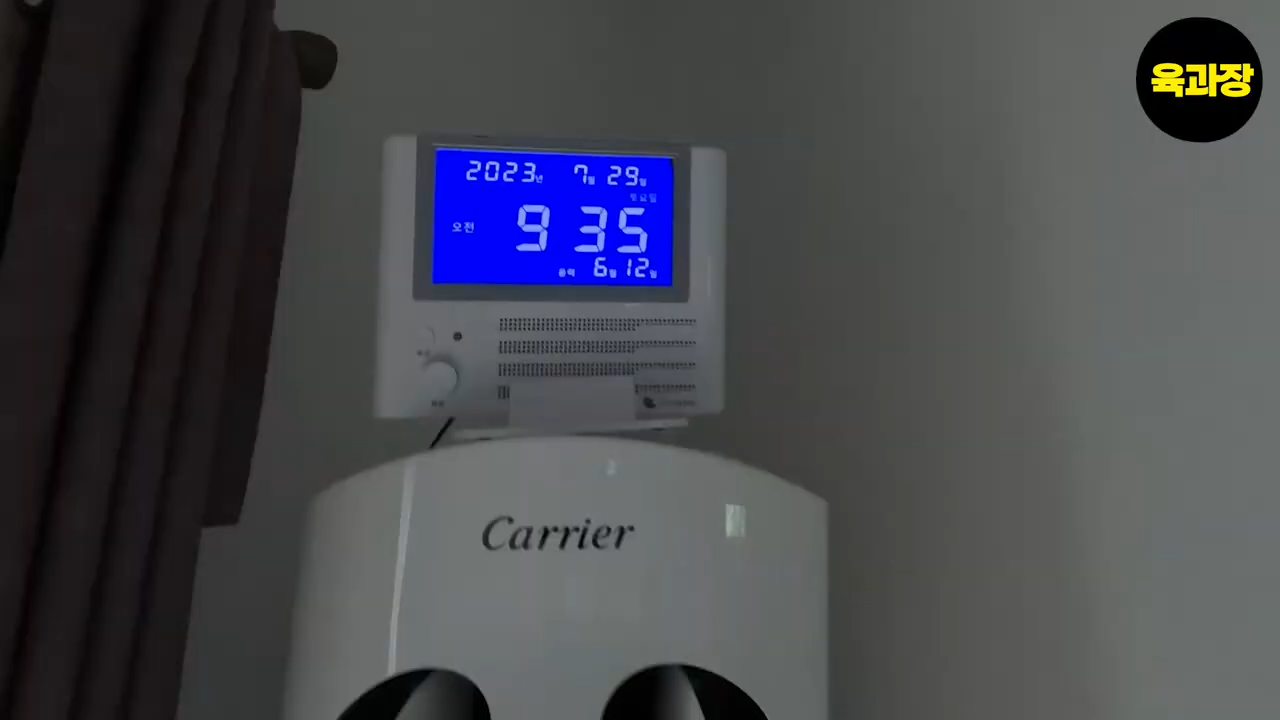 육과장
2023년 7월 29일
토요일
오전 9 35
음력 6월 12일
Carrier